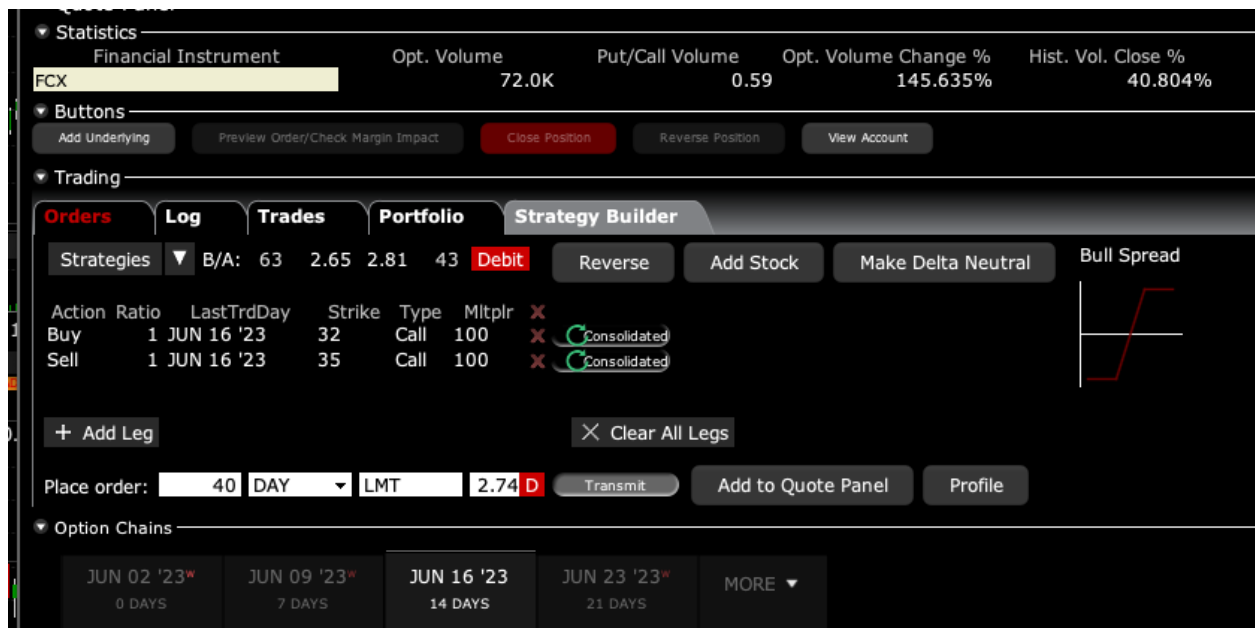 Quote Panel
Statistics
Financial Instrument Opt. Volume Put/Call Volume Opt. Volume Change % Hist. Vol. Close %
FCX 72.0K 0.59 145.635% 40.804%
Buttons
Add Underlying Preview Order/Check Margin Impact Close Position Reverse Position View Account
Trading
Orders Log Trades Portfolio Strategy Builder
Strategies B/A: 63 2.65 2.81 43 Debit Reverse Add Stock Make Delta Neutral Bull Spread
Action Ratio LastTrdDay Strike Type Mltplr X
Buy 1 JUN 16 '23 32 Call 100 X Consolidated
Sell 1 JUN 16 '23 35 Call 100 X Consolidated
+ Add Leg X Clear All Legs
Place order: 40 DAY LMT 2.74 D Transmit Add to Quote Panel Profile
Option Chains
JUN 02 '23w JUN 09 '23w JUN 16 '23 JUN 23 '23w MORE
0 DAYS 7 DAYS 14 DAYS 21 DAYS